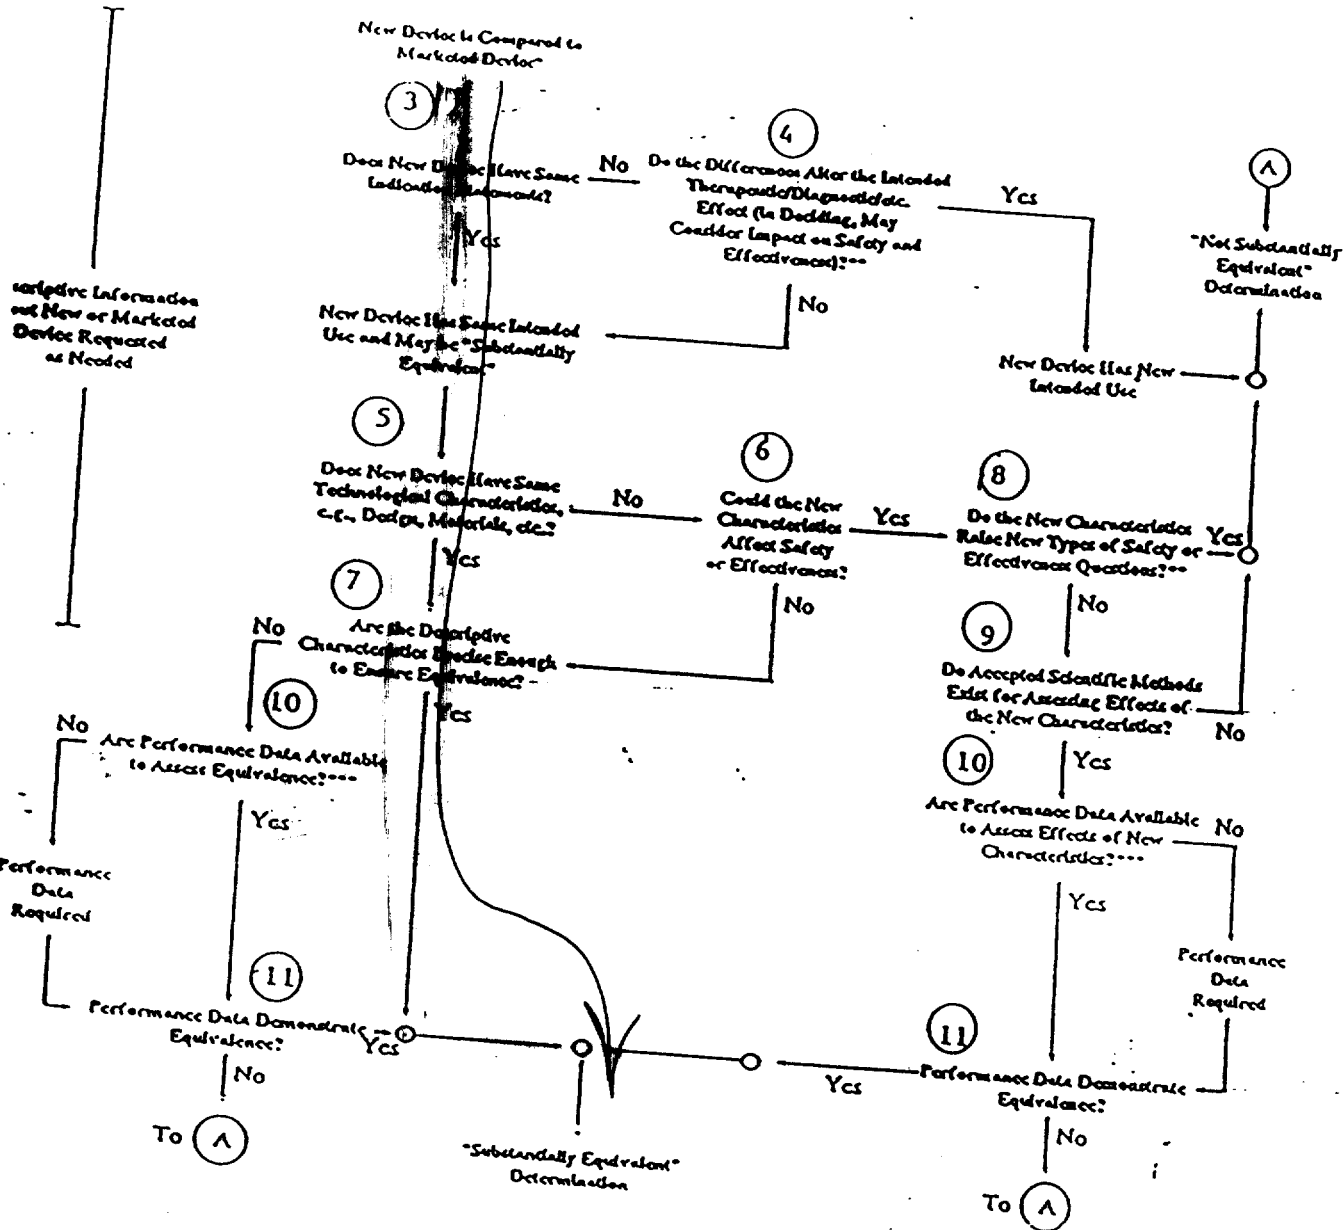 New Device is Compared to
Marketed Device*
3
Does New Device Have Same
Indication Statements?
No
4
Do the Differences Alter the Intended
Therapeutic/Diagnostic/etc.
Effect (in Deciding, May
Consider Impact on Safety and
Effectiveness)?**
Yes
A
"Not Substantially
Equivalent"
Determination
Yes
No
scriptive Information
out New or Marketed
Device Requested
as Needed
New Device Has Same Intended
Use and May be "Substantially
Equivalent"
New Device Has New
Intended Use
5
Does New Device Have Same
Technological Characteristics,
e.g., Design, Materials, etc.?
No
6
Could the New
Characteristics
Affect Safety
or Effectiveness?
Yes
8
Do the New Characteristics
Raise New Types of Safety or
Effectiveness Questions?**
Yes
Yes
No
No
7
Are the Descriptive
Characteristics Precise Enough
to Ensure Equivalence?
No
9
Do Accepted Scientific Methods
Exist for Assessing Effects of
the New Characteristics?
No
Yes
Yes
10
Are Performance Data Available
to Assess Equivalence?***
No
Yes
10
Are Performance Data Available
to Assess Effects of New
Characteristics?***
No
Yes
Performance
Data
Required
Performance
Data
Required
11
Performance Data Demonstrate
Equivalence?
Yes
No
11
Performance Data Demonstrate
Equivalence?
Yes
No
To A
"Substantially Equivalent"
Determination
To A